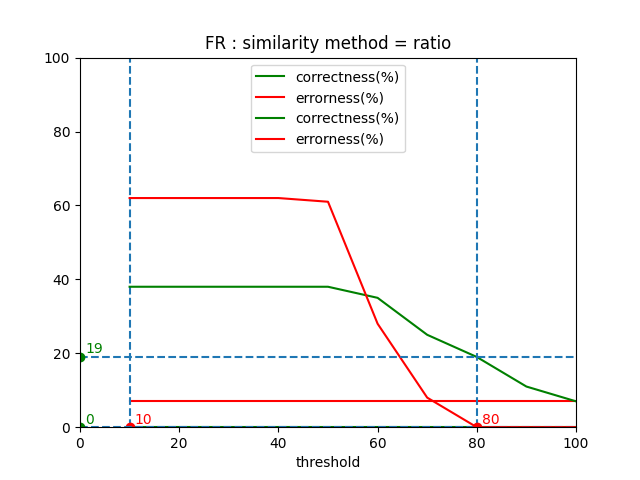 FR : similarity method = ratio
100
80
60
40
20
0
correctness(%)
errorness(%)
correctness(%)
errorness(%)
19
0
10
80
0
20
40
60
80
100
threshold